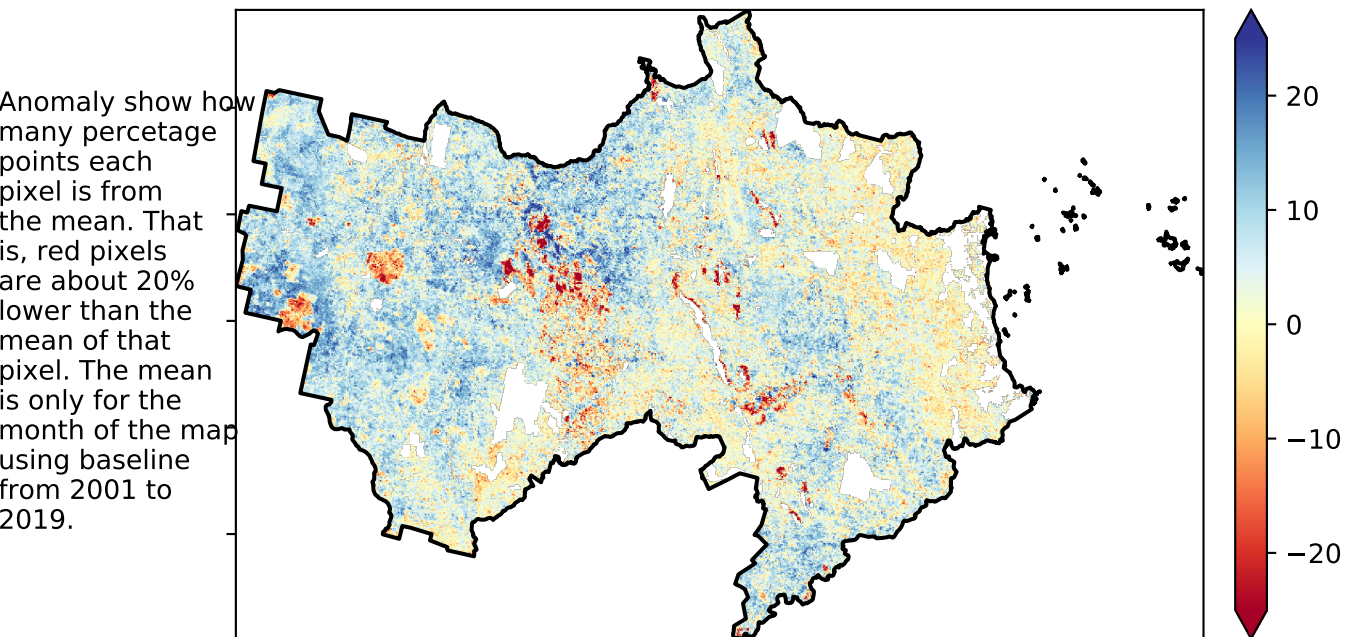 Anomaly show how
many percetage
points each
pixel is from
the mean. That
is, red pixels
are about 20%
lower than the
mean of that
pixel. The mean
is only for the
month of the map
using baseline
from 2001 to
2019.
20
10
0
−10
−20